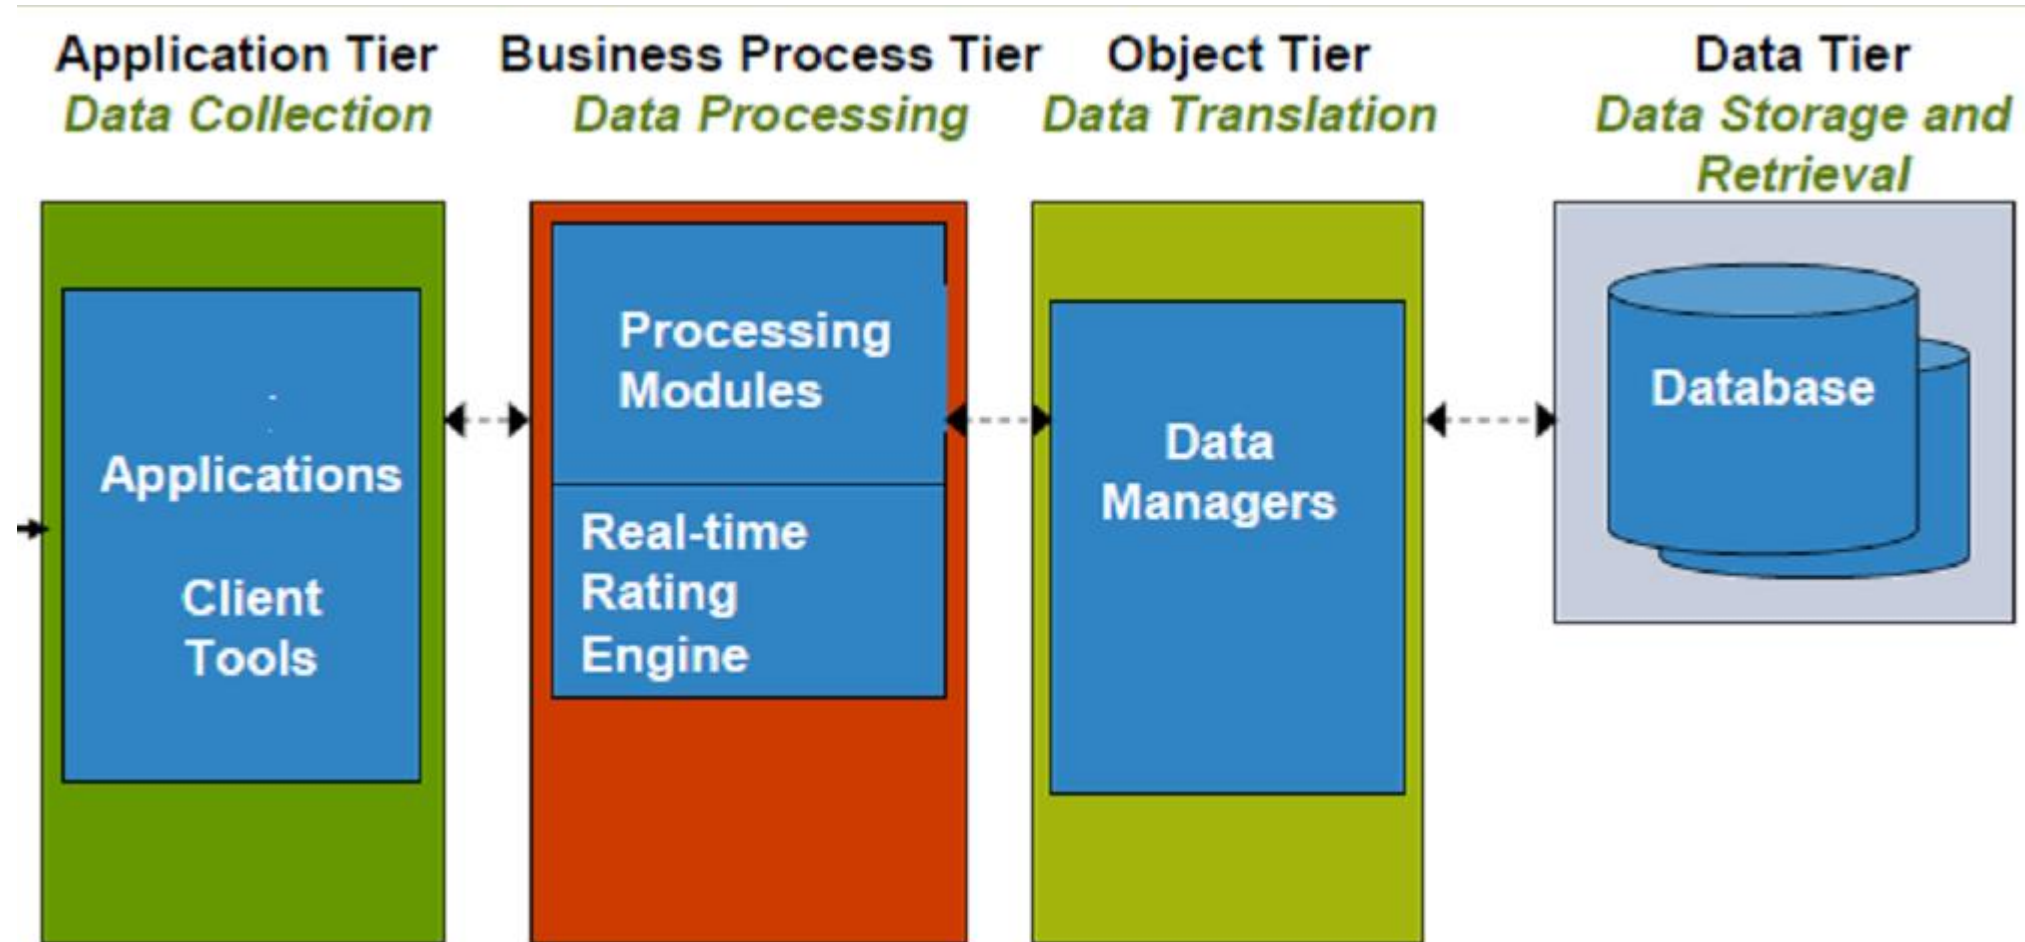 Application Tier
Data Collection
Business Process Tier
Data Processing
Object Tier
Data Translation
Data Tier
Data Storage and
Retrieval
Applications
Client
Tools
Processing
Modules
Real-time
Rating
Engine
Data
Managers
Database